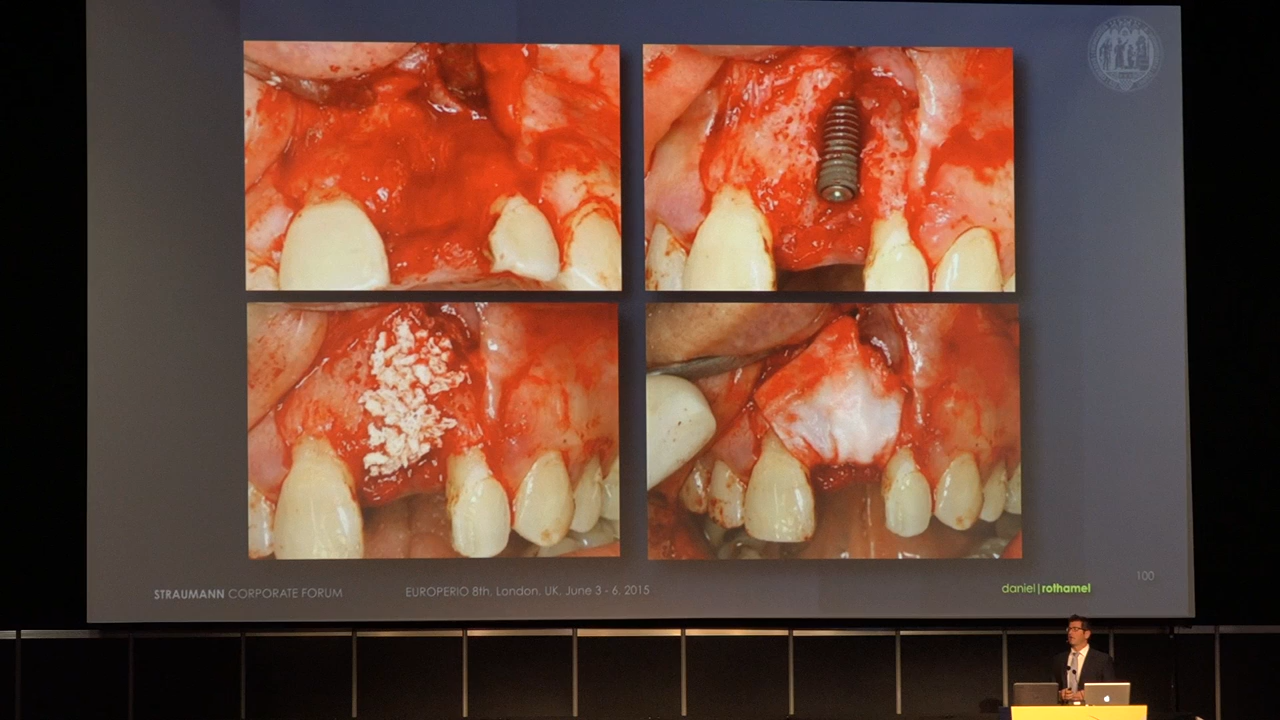 100
STRAUMANN CORPORATE FORUM
EUROPERIO 8th, London, UK, June 3 - 6, 2015
daniel|rothamel